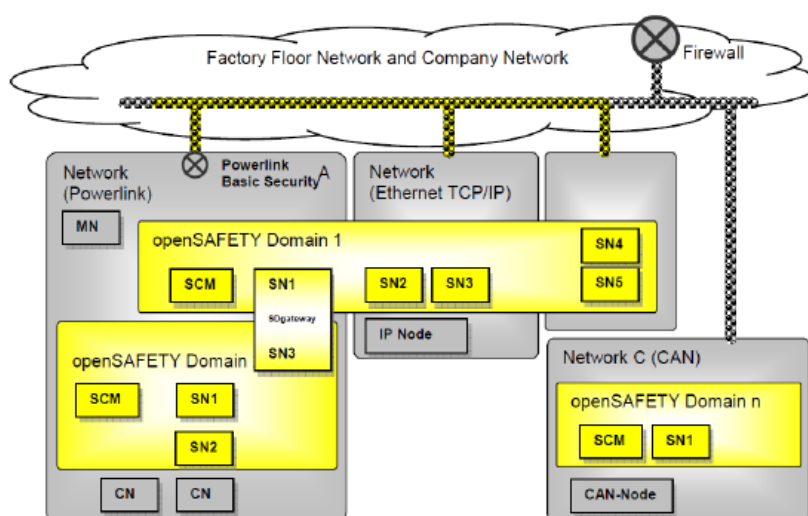 Factory Floor Network and Company Network
Firewall
Network
(Powerlink)
Powerlink
Basic Security
A
MN
Network
(Ethernet TCP/IP)
openSAFETY Domain 1
SCM
SN1
SDgateway
SN3
SN2
SN3
SN4
SN5
IP Node
openSAFETY Domain
SCM
SN1
SN2
CN
CN
Network C (CAN)
openSAFETY Domain n
SCM
SN1
CAN-Node